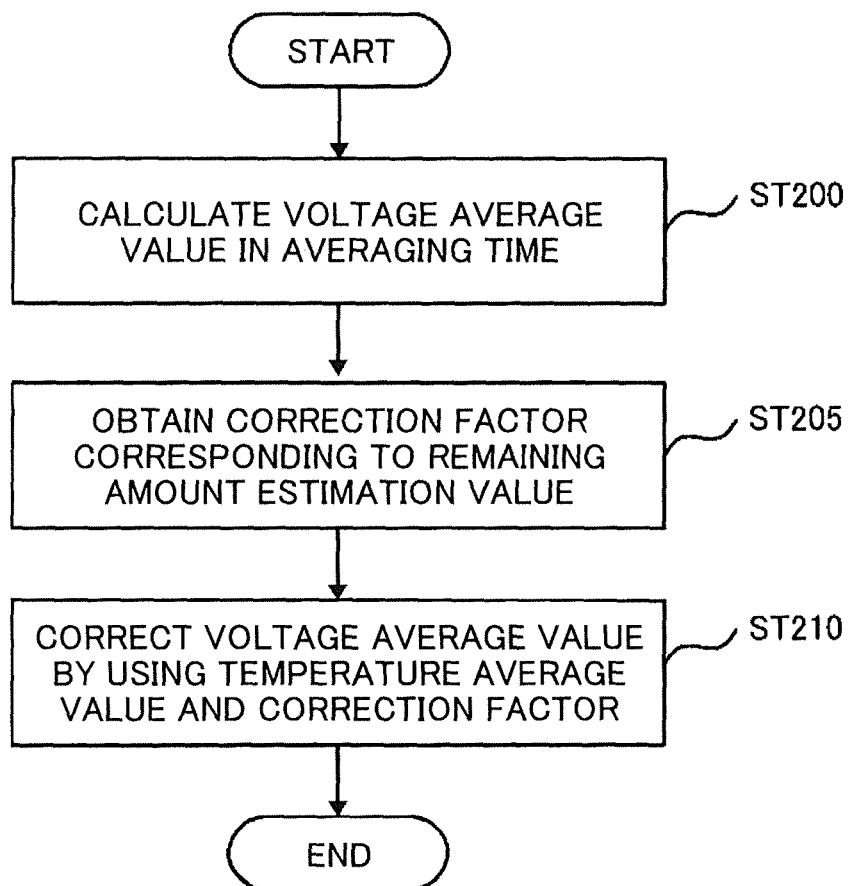 START
CALCULATE VOLTAGE AVERAGE
VALUE IN AVERAGING TIME
ST200
OBTAIN CORRECTION FACTOR
CORRESPONDING TO REMAINING
AMOUNT ESTIMATION VALUE
ST205
CORRECT VOLTAGE AVERAGE VALUE
BY USING TEMPERATURE AVERAGE
VALUE AND CORRECTION FACTOR
ST210
END